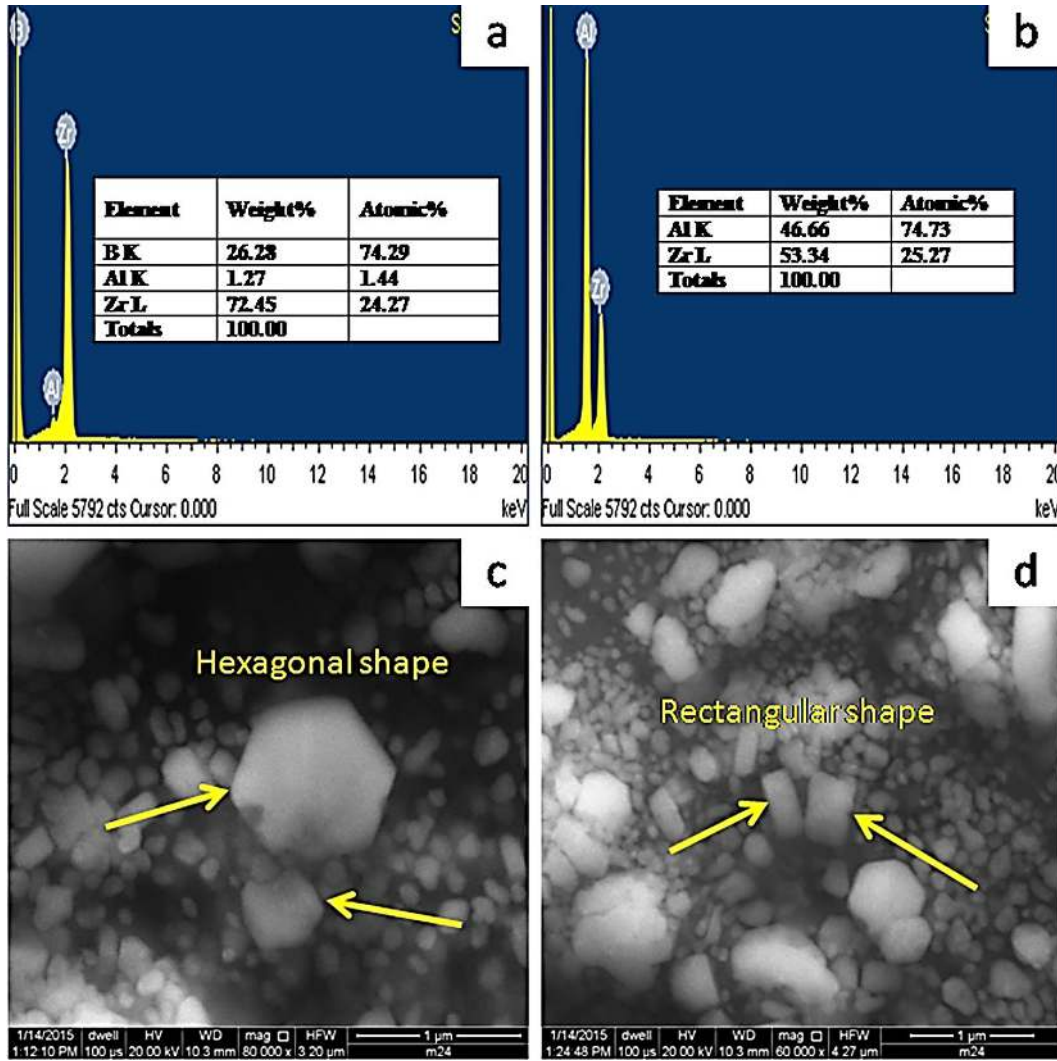 a
B
Zr
Al
Element Weight% Atomic%
B K 26.28 74.29
Al K 1.27 1.44
Zr L 72.45 24.27
Totals 100.00
0 2 4 6 8 10 12 14 16 18 20
Full Scale 5792 cts Cursor: 0.000 keV
b
Al
Zr
Element Weight% Atomic%
Al K 46.66 74.73
Zr L 53.34 25.27
Totals 100.00
0 2 4 6 8 10 12 14 16 18 20
Full Scale 5792 cts Cursor: 0.000 keV
c
Hexagonal shape
1/14/2015 dwell HV WD mag HFW 1 µm
1:12:10 PM 100 µs 20.00 kV 10.3 mm 80 000 x 3.20 µm m24
d
Rectangular shape
1/14/2015 dwell HV WD mag HFW 1 µm
1:24:48 PM 100 µs 20.00 kV 10.3 mm 60 000 x 4.27 µm m24